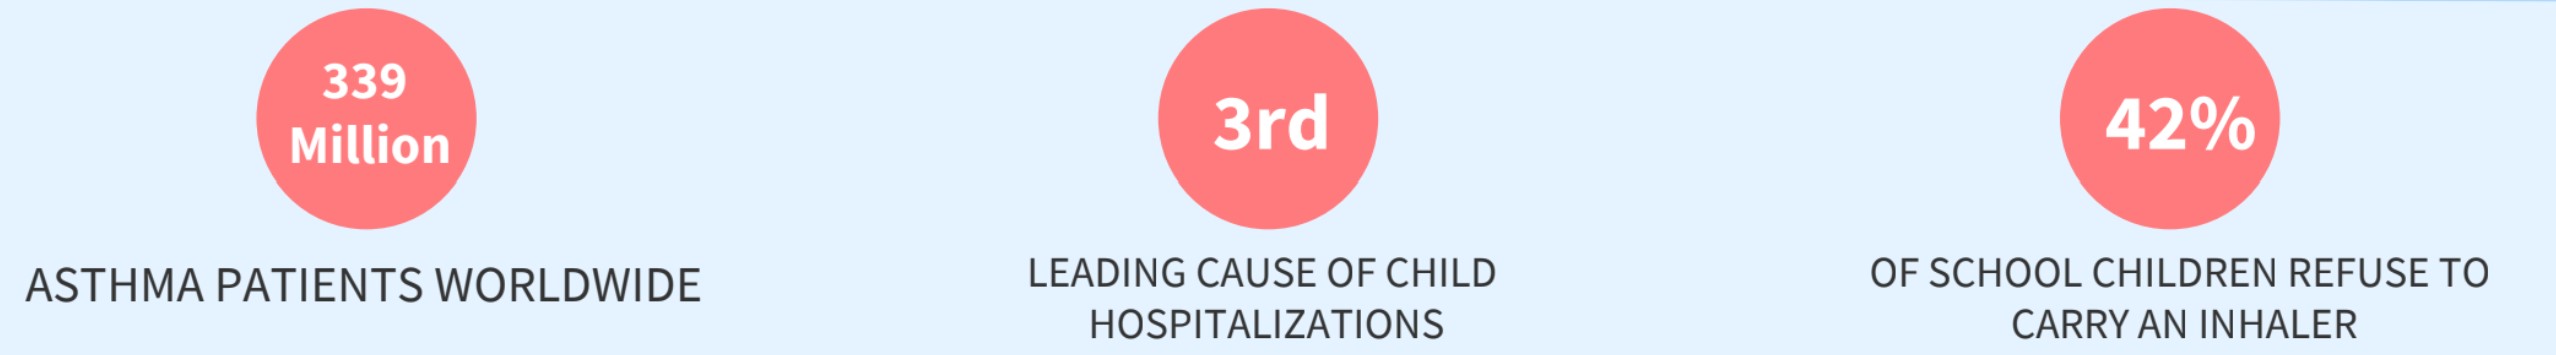 339
Million
ASTHMA PATIENTS WORLDWIDE
3rd
LEADING CAUSE OF CHILD
HOSPITALIZATIONS
42%
OF SCHOOL CHILDREN REFUSE TO
CARRY AN INHALER